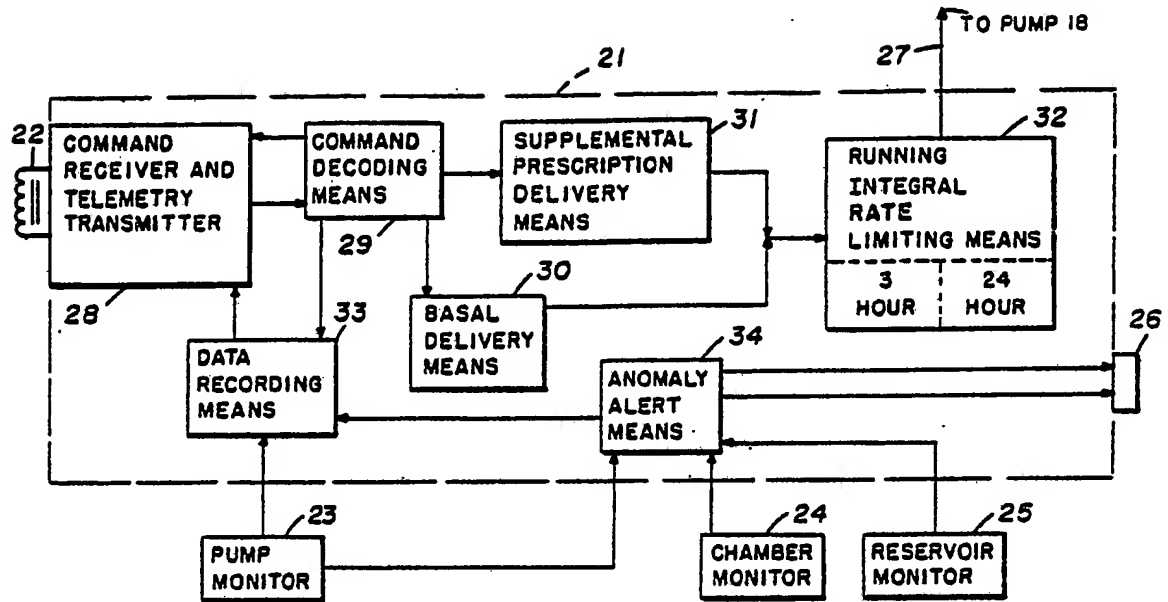 TO PUMP 18
27
21
22
COMMAND
RECEIVER AND
TELEMETRY
TRANSMITTER
28
COMMAND
DECODING
MEANS
29
SUPPLEMENTAL
PRESCRIPTION
DELIVERY
MEANS
31
32
RUNNING
INTEGRAL
RATE
LIMITING MEANS
3
HOUR
24
HOUR
30
BASAL
DELIVERY
MEANS
33
DATA
RECORDING
MEANS
34
ANOMALY
ALERT
MEANS
26
23
PUMP
MONITOR
24
CHAMBER
MONITOR
25
RESERVOIR
MONITOR